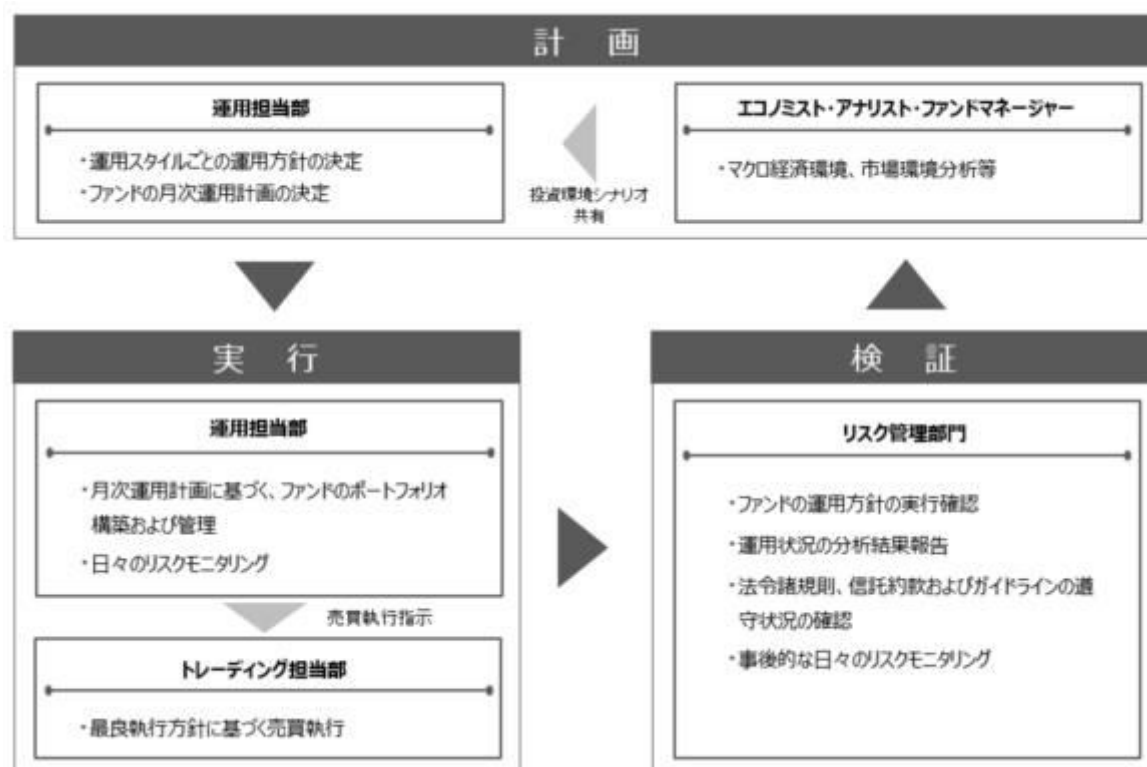 計 画
運用担当部
・運用スタイルごとの運用方針の決定
・ファンドの月次運用計画の決定
投資環境シナリオ
共有
エコノミスト・アナリスト・ファンドマネージャー
・マクロ経済環境、市場環境分析等
実 行
運用担当部
・月次運用計画に基づく、ファンドのポートフォリオ
構築および管理
・日々のリスクモニタリング
売買執行指示
トレーディング担当部
・最良執行方針に基づく売買執行
検 証
リスク管理部門
・ファンドの運用方針の実行確認
・運用状況の分析結果報告
・法令諸規則、信託約款およびガイドラインの遵
守状況の確認
・事後的な日々のリスクモニタリング